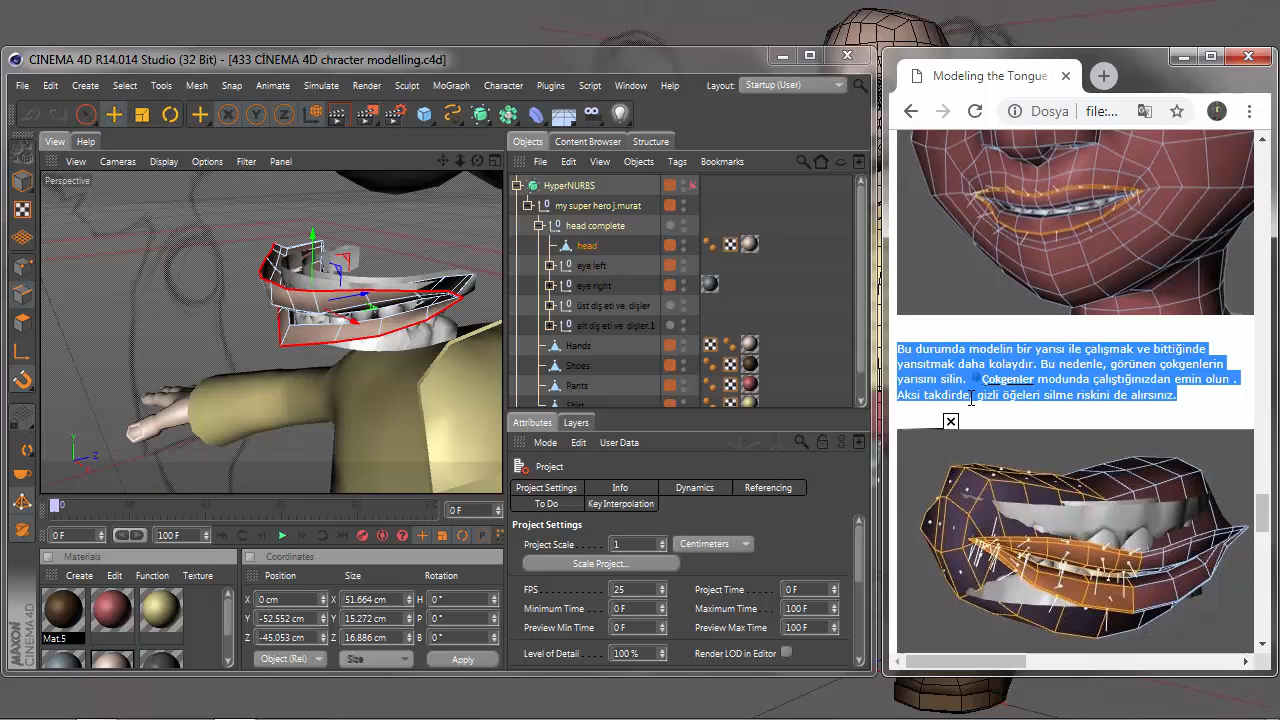 CINEMA 4D R14.014 Studio (32 Bit) - [433 CİNEMA 4D chracter modelling.c4d]
File Edit Create Select Tools Mesh Snap Animate Simulate Render Sculpt MoGraph Character Plugins Script Window Help Layout: Startup (User)
X Y Z
View Help
View Cameras Display Options Filter Panel
Perspective
Y
Z
X
0 20 40 60 80 100
0 F
0 F 100 F
P
Materials
Create Edit Function Texture
Mat.5
MAXON
CINEMA 4D
Coordinates
Position Size Rotation
X 0 cm X 51.664 cm H 0 °
Y -52.552 cm Y 15.272 cm P 0 °
Z -45.053 cm Z 16.886 cm B 0 °
Object (Rel) Size Apply
Objects Content Browser Structure
File Edit View Objects Tags Bookmarks
HyperNURBS
my super hero j.murat
head complete
head
eye left
eye right
üst diş eti ve dişler
alt diş eti ve dişler.1
Hands
Shoes
Pants
Shirt
Attributes Layers
Mode Edit User Data
Project
Project Settings Info Dynamics Referencing
To Do Key Interpolation
Project Settings
Project Scale 1 Centimeters
Scale Project...
FPS 25 Project Time 0 F
Minimum Time 0 F Maximum Time 100 F
Preview Min Time 0 F Preview Max Time 100 F
Level of Detail 100 % Render LOD in Editor
Modeling the Tongue
Dosya file:...
Bu durumda modelin bir yarısı ile çalışmak ve bittiğinde
yansıtmak daha kolaydır. Bu nedenle, görünen çokgenlerin
yarısını silin. Çokgenler modunda çalıştığınızdan emin olun .
Aksi takdirde, gizli öğeleri silme riskini de alırsınız.